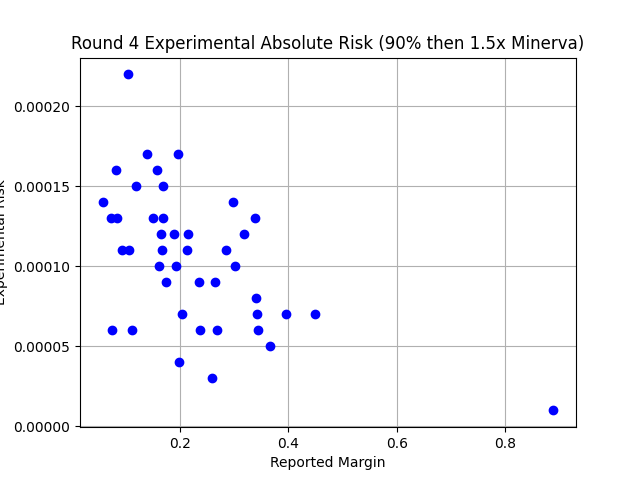 Round 4 Experimental Absolute Risk (90% then 1.5x Minerva)
0.00020
0.00015
0.00010
0.00005
0.00000
Experimental Risk
0.2 0.4 0.6 0.8
Reported Margin